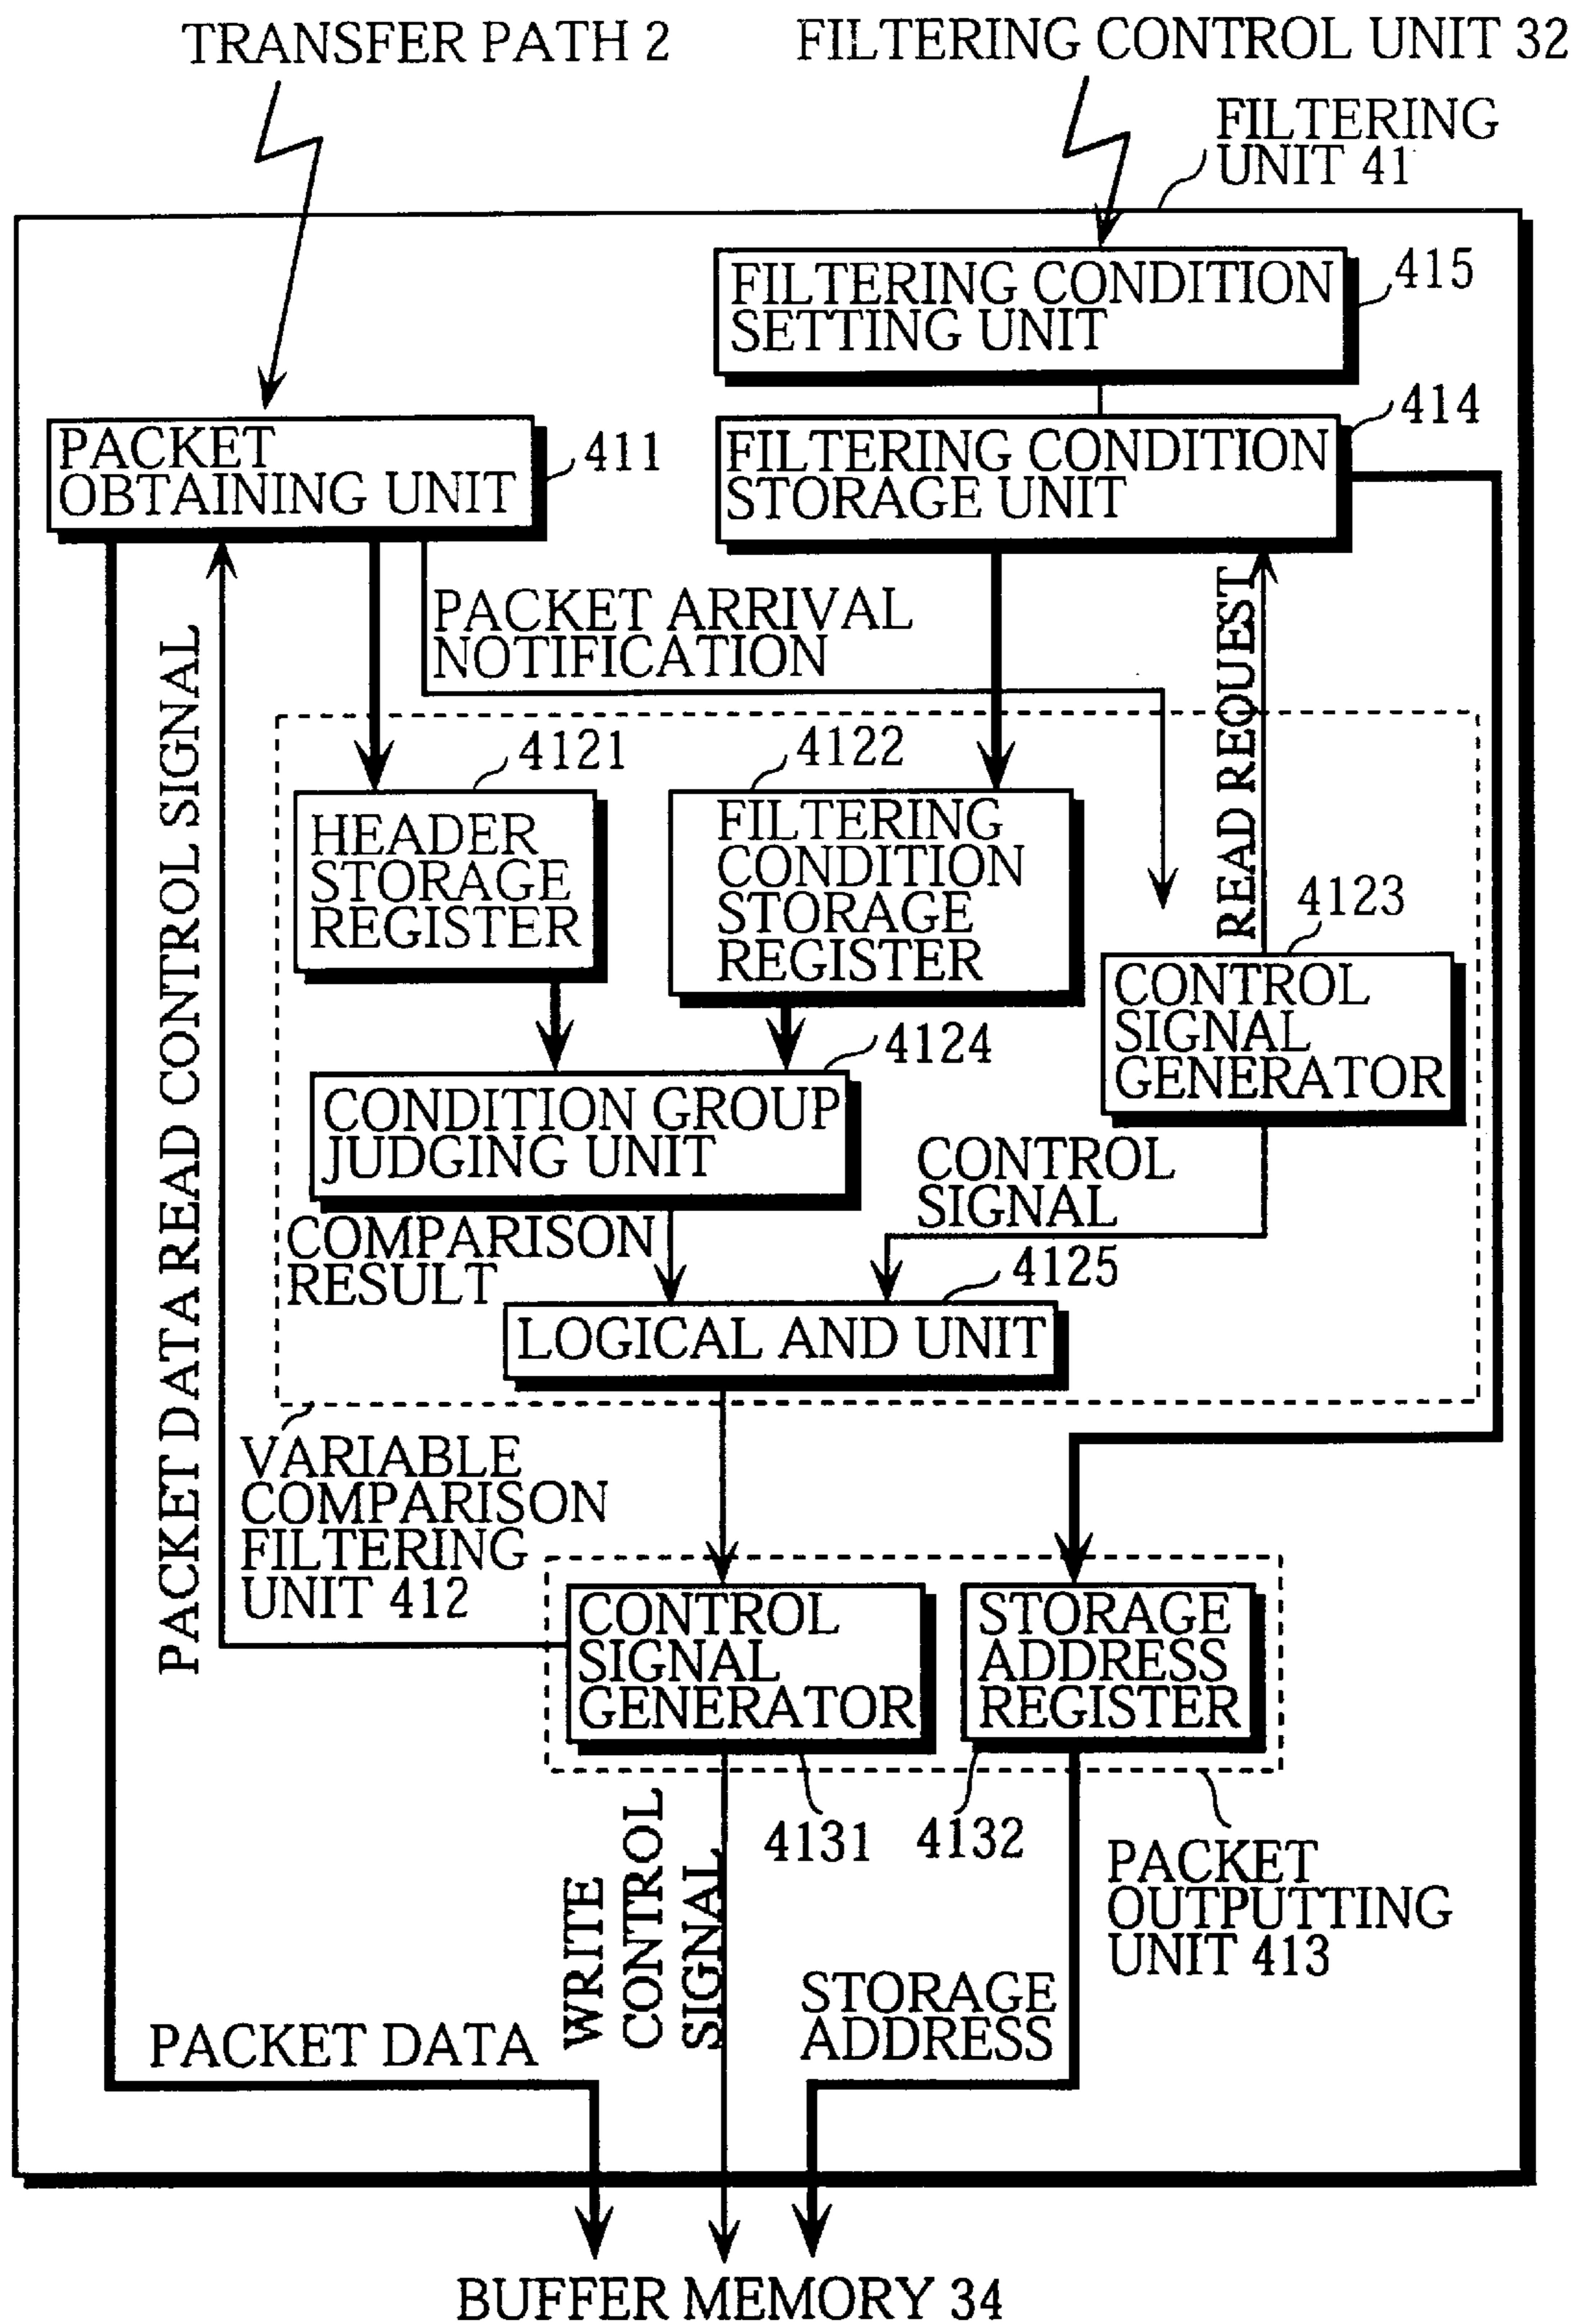 TRANSFER PATH 2
FILTERING CONTROL UNIT 32
FILTERING
UNIT 41
FILTERING CONDITION
SETTING UNIT
415
PACKET
OBTAINING UNIT
411
FILTERING CONDITION
STORAGE UNIT
414
PACKET ARRIVAL
NOTIFICATION
READ REQUEST
PACKET DATA READ CONTROL SIGNAL
4121
HEADER
STORAGE
REGISTER
4122
FILTERING
CONDITION
STORAGE
REGISTER
4123
CONTROL
SIGNAL
GENERATOR
4124
CONDITION GROUP
JUDGING UNIT
CONTROL
SIGNAL
COMPARISON
RESULT
4125
LOGICAL AND UNIT
VARIABLE
COMPARISON
FILTERING
UNIT 412
CONTROL
SIGNAL
GENERATOR
STORAGE
ADDRESS
REGISTER
4131
4132
PACKET
OUTPUTTING
UNIT 413
WRITE
CONTROL
SIGNAL
STORAGE
ADDRESS
PACKET DATA
BUFFER MEMORY 34